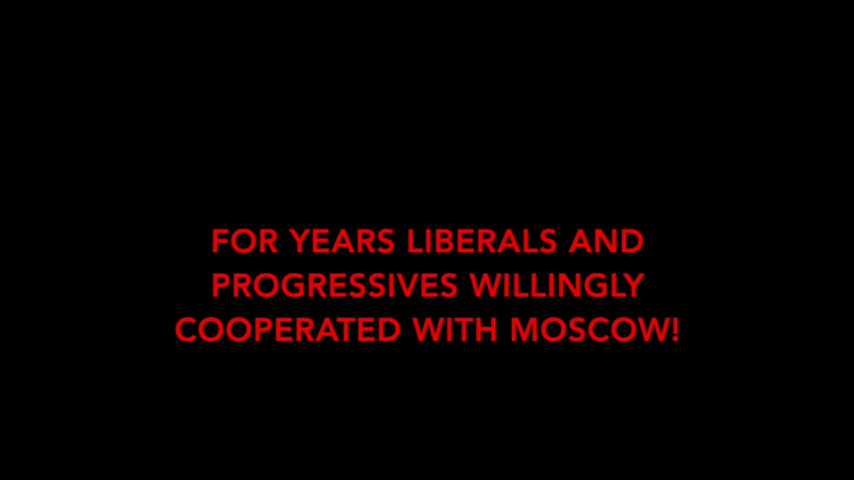 FOR YEARS LIBERALS AND
PROGRESSIVES WILLINGLY
COOPERATED WITH MOSCOW!